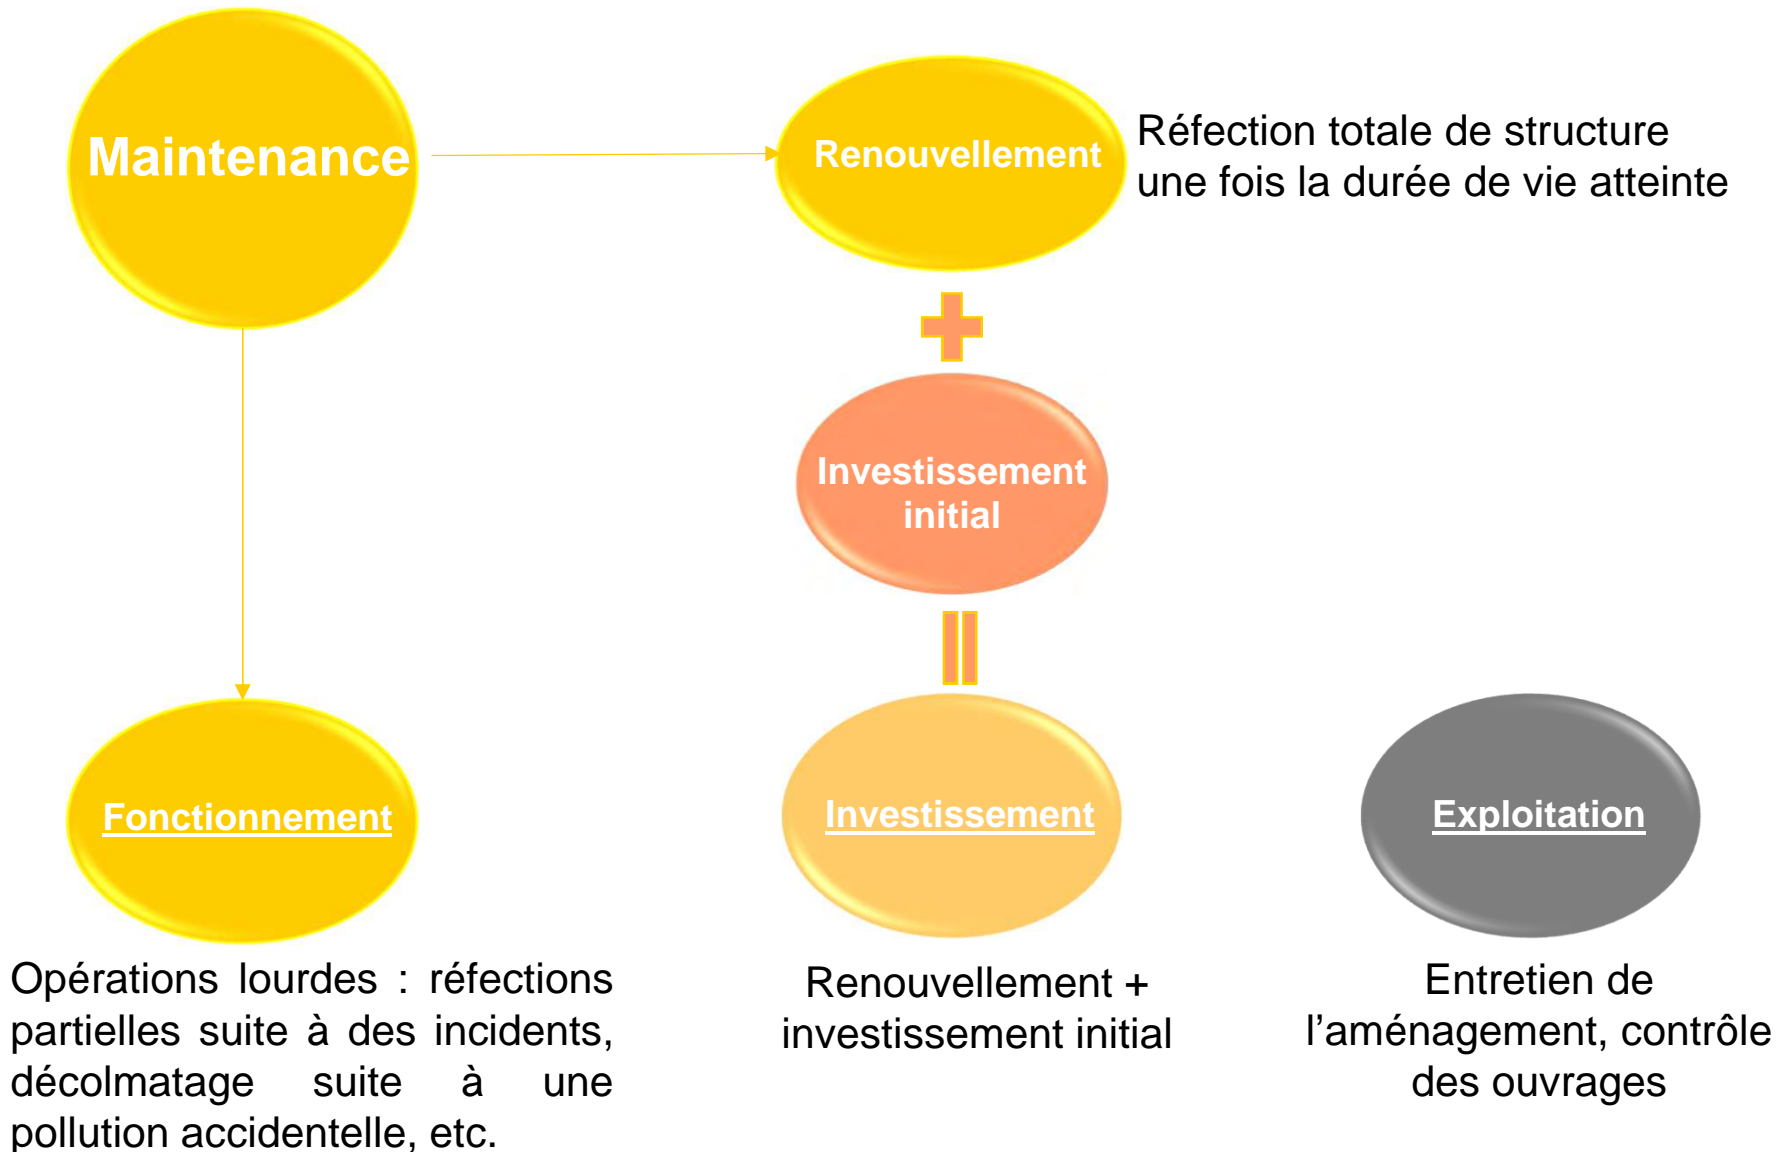 Maintenance
Renouvellement
Réfection totale de structure
une fois la durée de vie atteinte
Investissement
initial
Fonctionnement
Investissement
Exploitation
Opérations lourdes : réfections
partielles suite à des incidents,
décolmatage suite à une
pollution accidentelle, etc.
Renouvellement +
investissement initial
Entretien de
l’aménagement, contrôle
des ouvrages